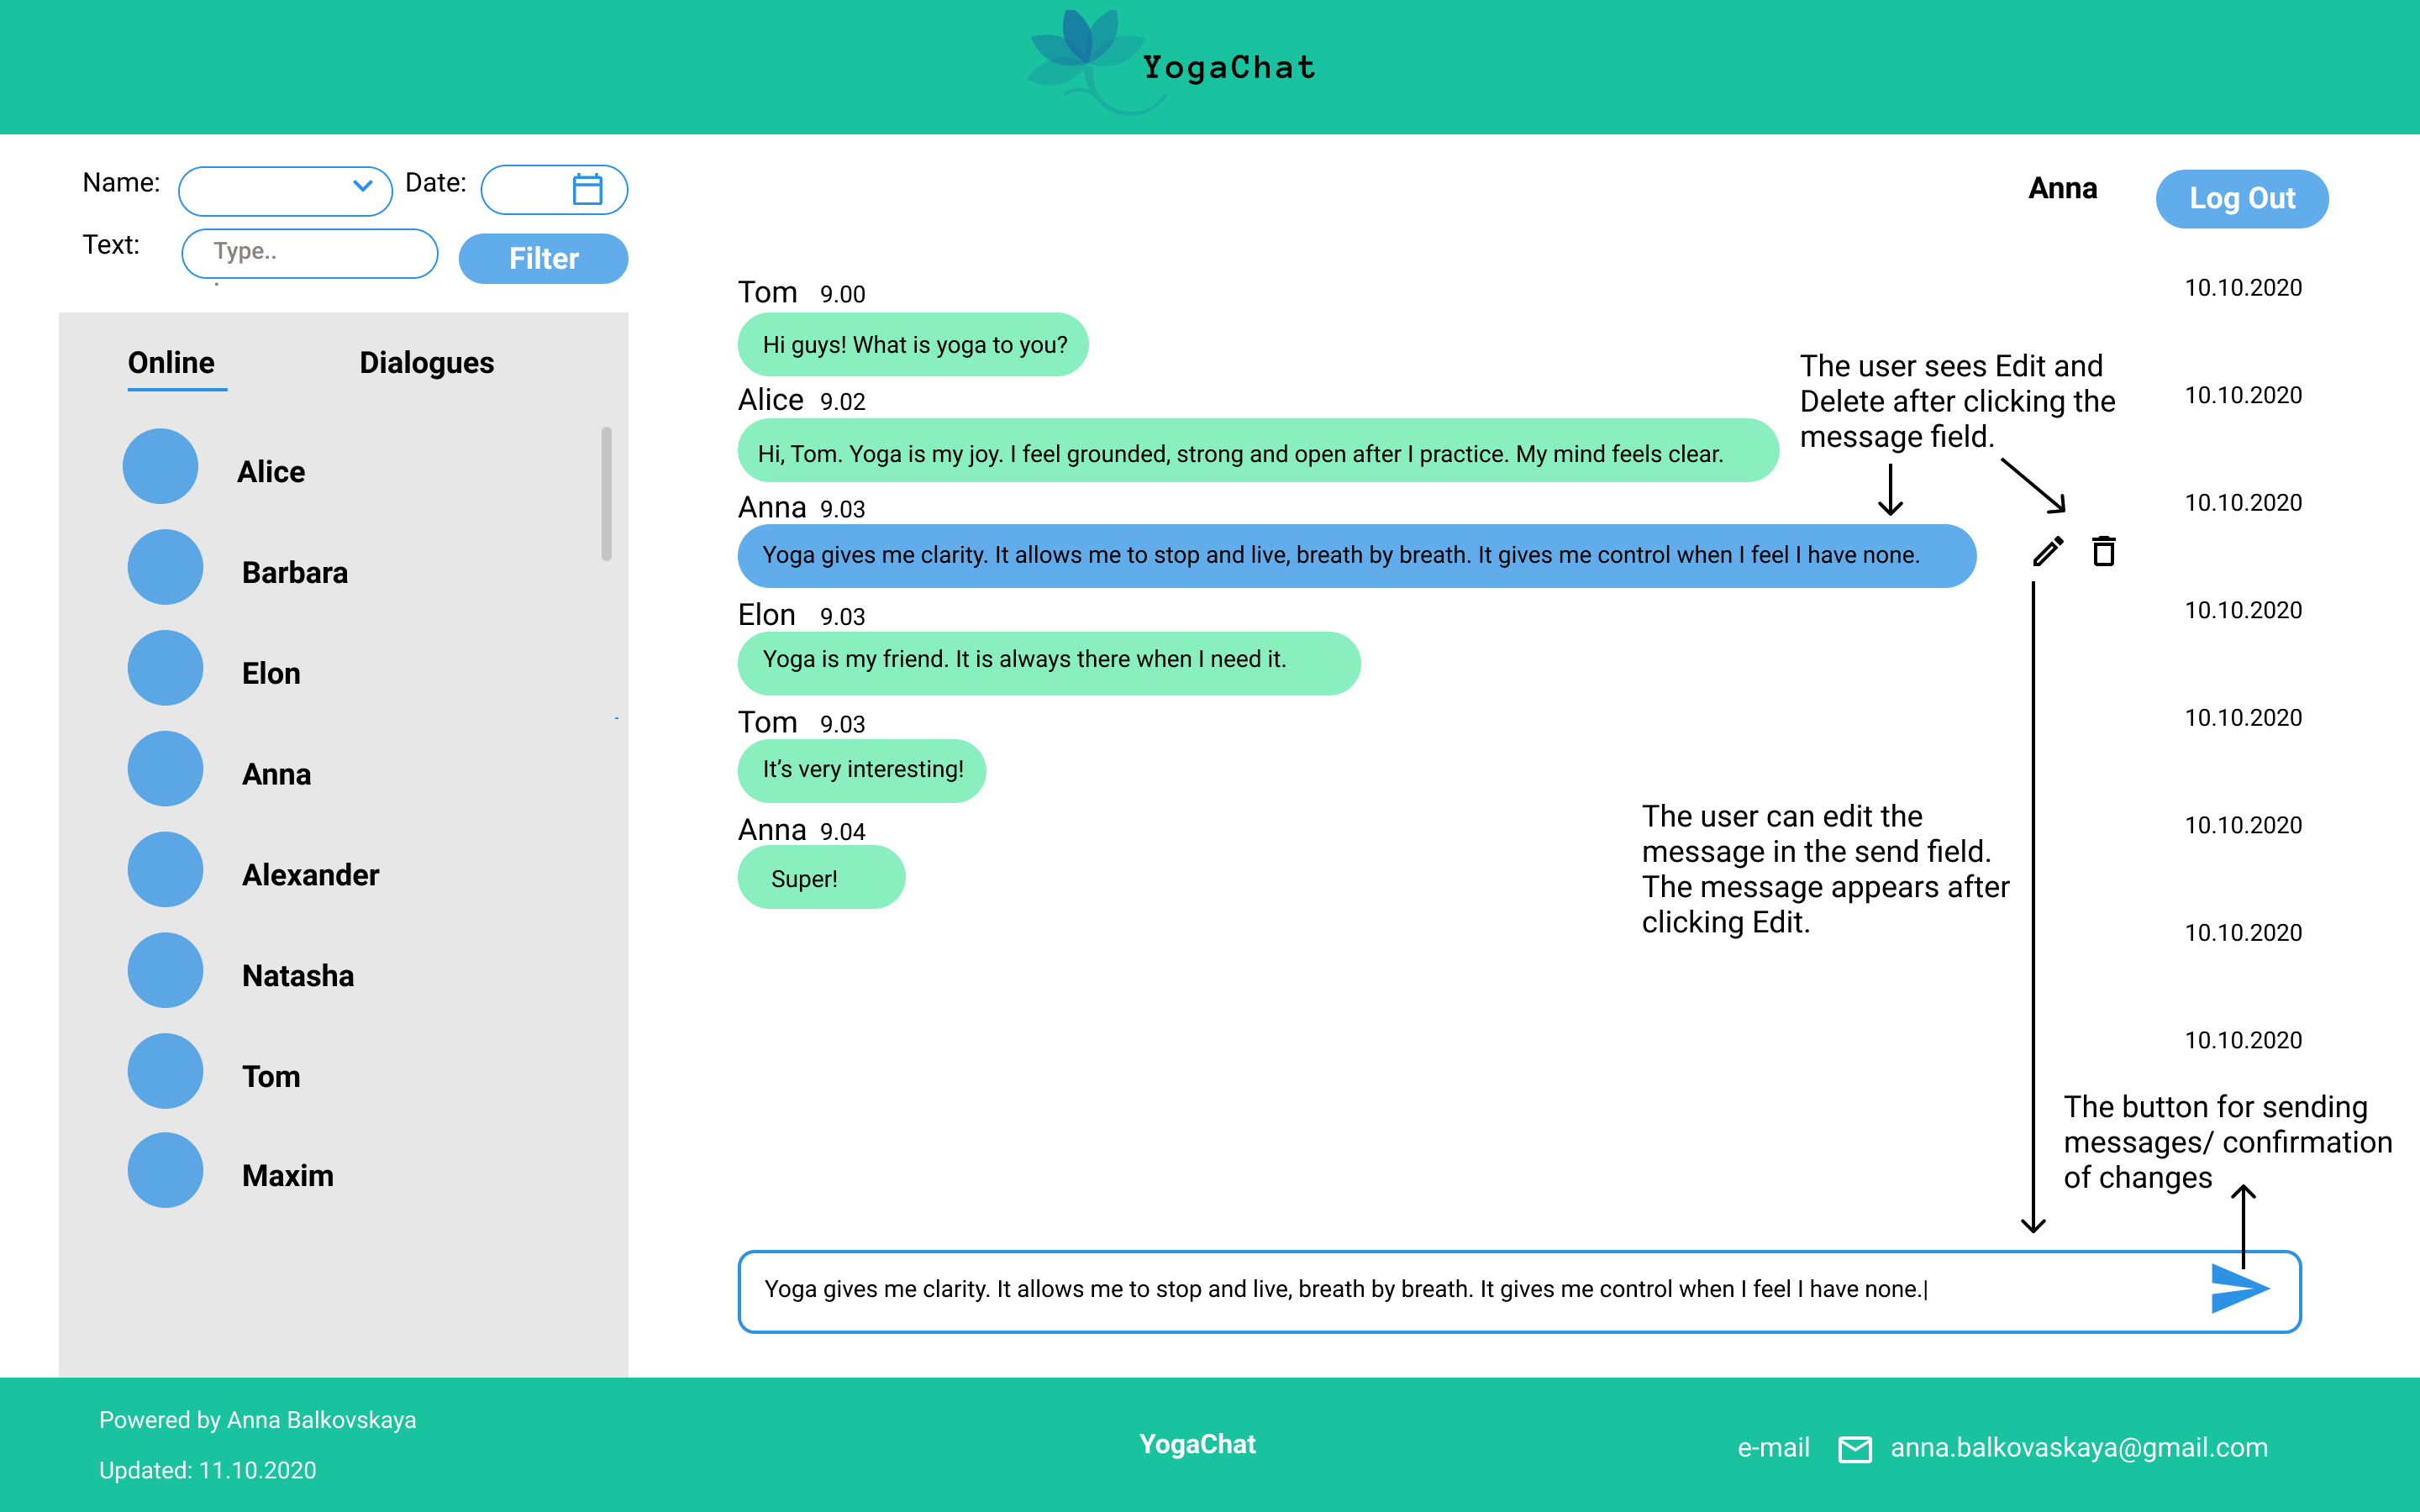 YogaChat
Name:
Date:
Text:
Type..
.
Filter
Anna
Log Out
Online
Dialogues
Alice
Barbara
Elon
Anna
Alexander
Natasha
Tom
Maxim
Tom 9.00
10.10.2020
Hi guys! What is yoga to you?
Alice 9.02
10.10.2020
Hi, Tom. Yoga is my joy. I feel grounded, strong and open after I practice. My mind feels clear.
The user sees Edit and
Delete after clicking the
message field.
Anna 9.03
10.10.2020
Yoga gives me clarity. It allows me to stop and live, breath by breath. It gives me control when I feel I have none.
Elon 9.03
10.10.2020
Yoga is my friend. It is always there when I need it.
Tom 9.03
10.10.2020
It’s very interesting!
Anna 9.04
10.10.2020
Super!
The user can edit the
message in the send field.
The message appears after
clicking Edit.
10.10.2020
10.10.2020
The button for sending
messages/ confirmation
of changes
Yoga gives me clarity. It allows me to stop and live, breath by breath. It gives me control when I feel I have none.|
Powered by Anna Balkovskaya
Updated: 11.10.2020
YogaChat
e-mail anna.balkovaskaya@gmail.com